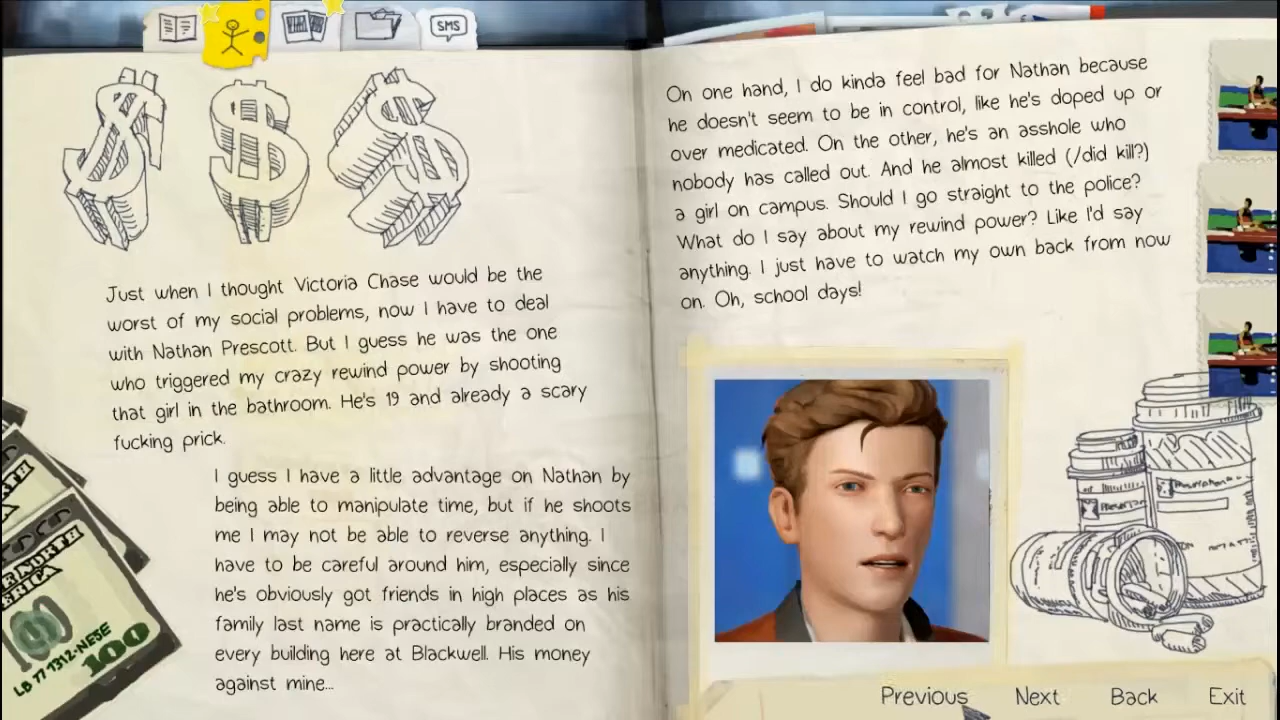 SMS
Just when I thought Victoria Chase would be the
worst of my social problems, now I have to deal
with Nathan Prescott. But I guess he was the one
who triggered my crazy rewind power by shooting
that girl in the bathroom. He's 19 and already a scary
fucking prick.
I guess I have a little advantage on Nathan by
being able to manipulate time, but if he shoots
me I may not be able to reverse anything. I
have to be careful around him, especially since
he's obviously got friends in high places as his
family last name is practically branded on
every building here at Blackwell. His money
against mine...
LB 77 1312-NESE
100
On one hand, I do kinda feel bad for Nathan because
he doesn't seem to be in control, like he's doped up or
over medicated. On the other, he's an asshole who
nobody has called out. And he almost killed (/did kill?)
a girl on campus. Should I go straight to the police?
What do I say about my rewind power? Like I'd say
anything. I just have to watch my own back from now
on. Oh, school days!
Previous Next Back Exit